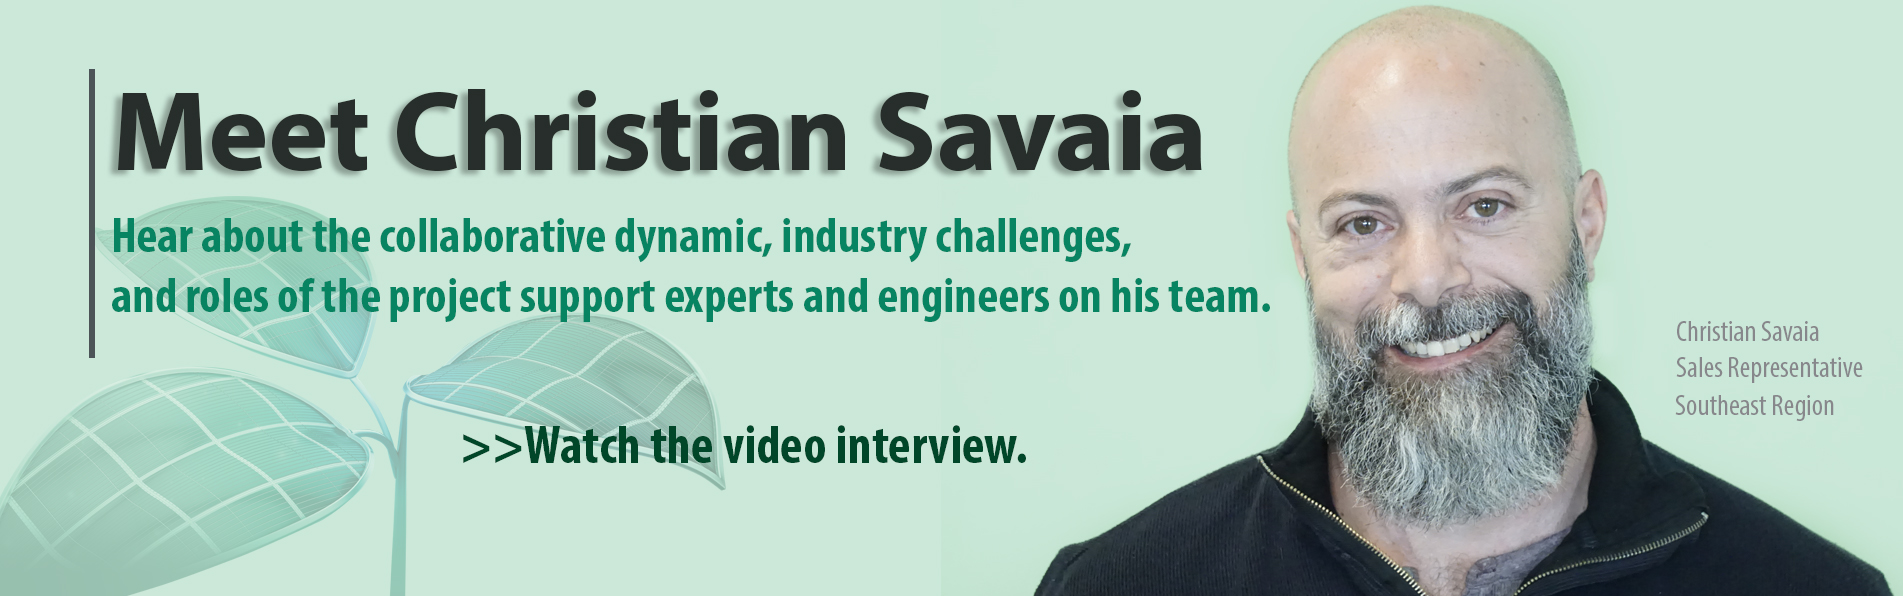 Meet Christian Savaia
Hear about the collaborative dynamic, industry challenges,
and roles of the project support experts and engineers on his team.
>>Watch the video interview.
Christian Savaia
Sales Representative
Southeast Region